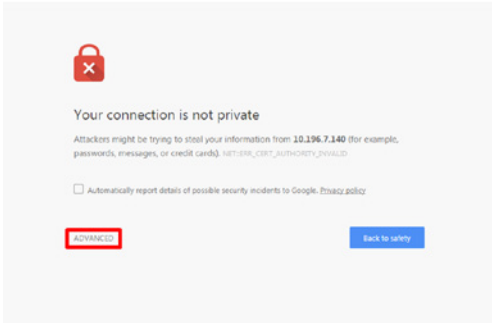 Your connection is not private
Attackers might be trying to steal your information from 10.196.7.140 (for example,
passwords, messages, or credit cards). NET::ERR_CERT_AUTHORITY_INVALID
Automatically report details of possible security incidents to Google. Privacy policy
ADVANCED
Back to safety